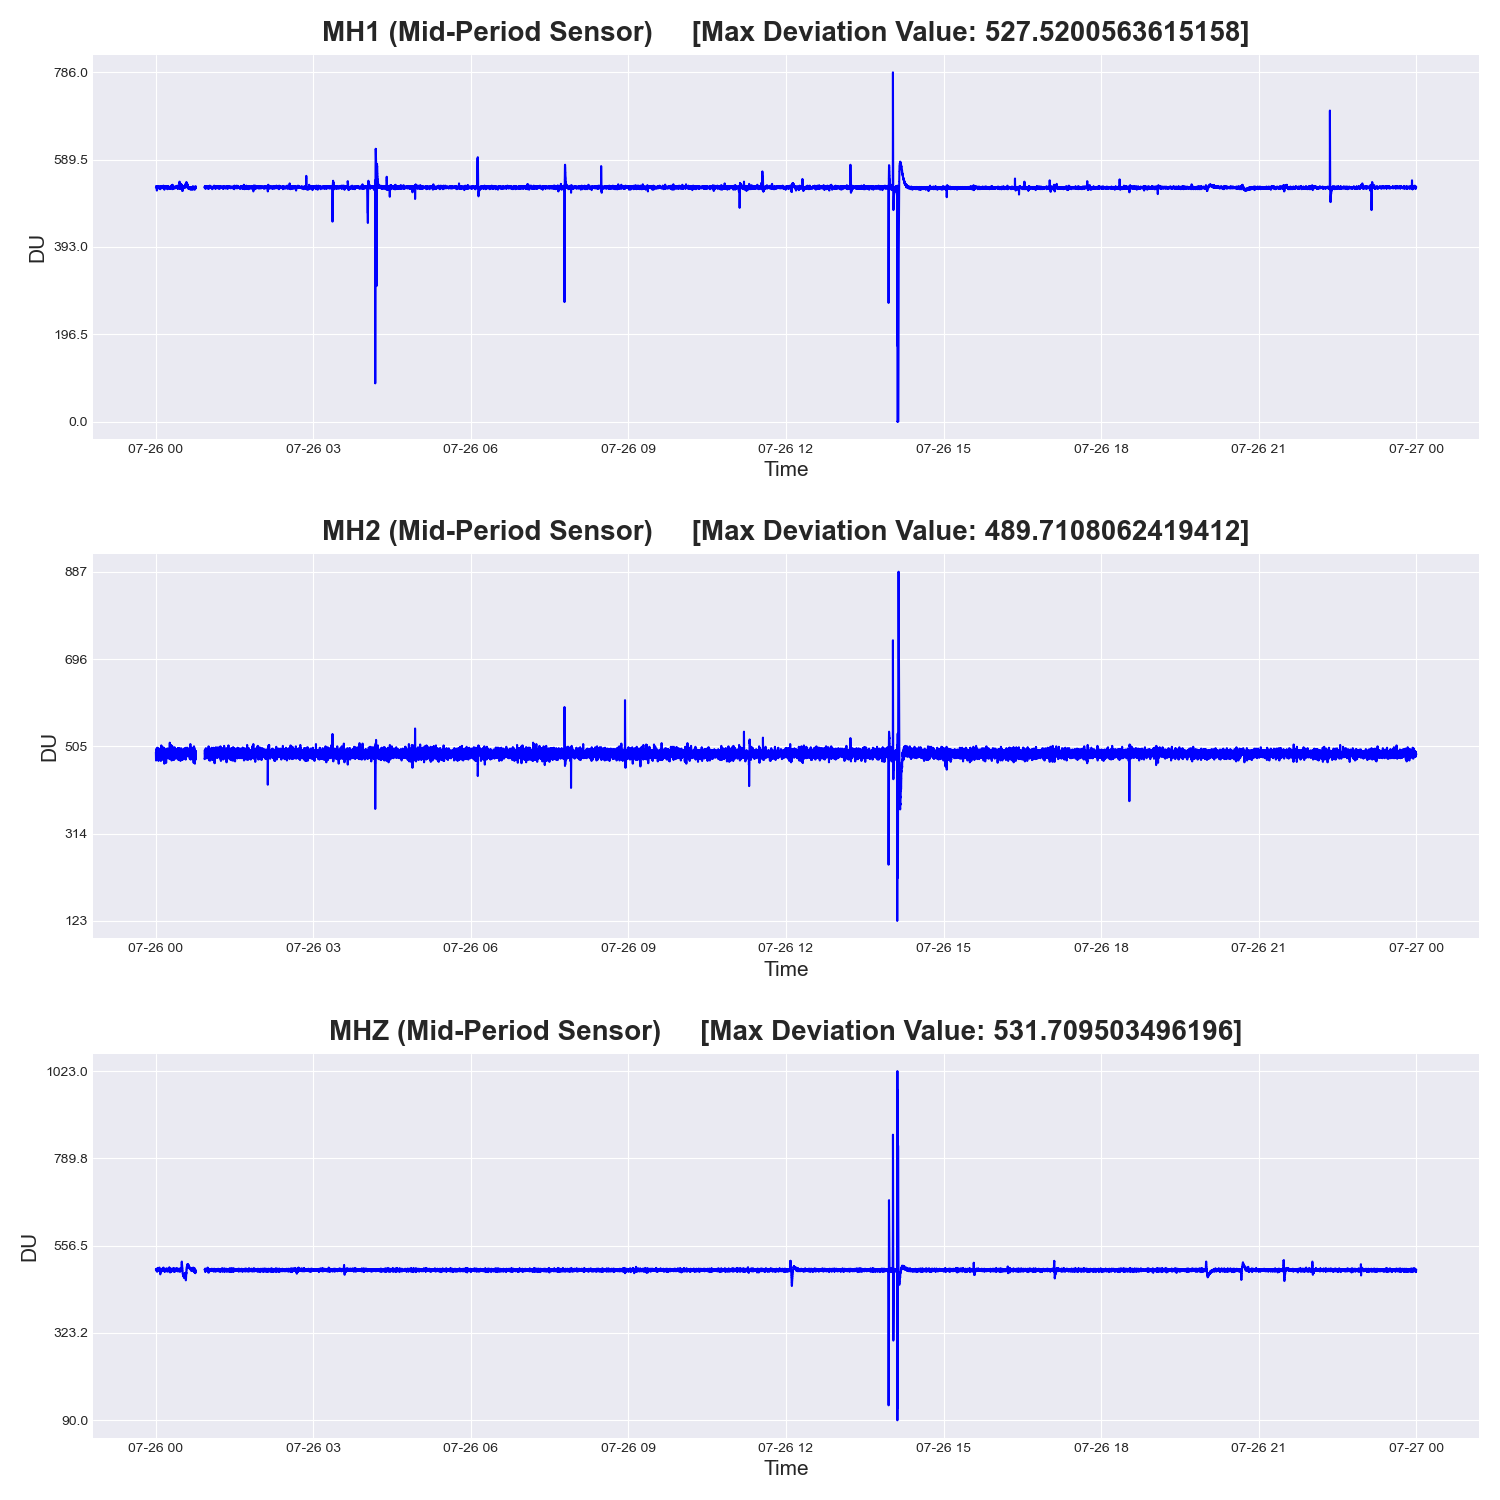 MH1 (Mid-Period Sensor) [Max Deviation Value: 527.5200563615158]
786.0
589.5
393.0
196.5
0.0
DU
07-26 00 07-26 03 07-26 06 07-26 09 07-26 12 07-26 15 07-26 18 07-26 21 07-27 00
Time
MH2 (Mid-Period Sensor) [Max Deviation Value: 489.7108062419412]
887
696
505
314
123
DU
07-26 00 07-26 03 07-26 06 07-26 09 07-26 12 07-26 15 07-26 18 07-26 21 07-27 00
Time
MHZ (Mid-Period Sensor) [Max Deviation Value: 531.709503496196]
1023.0
789.8
556.5
323.2
90.0
DU
07-26 00 07-26 03 07-26 06 07-26 09 07-26 12 07-26 15 07-26 18 07-26 21 07-27 00
Time